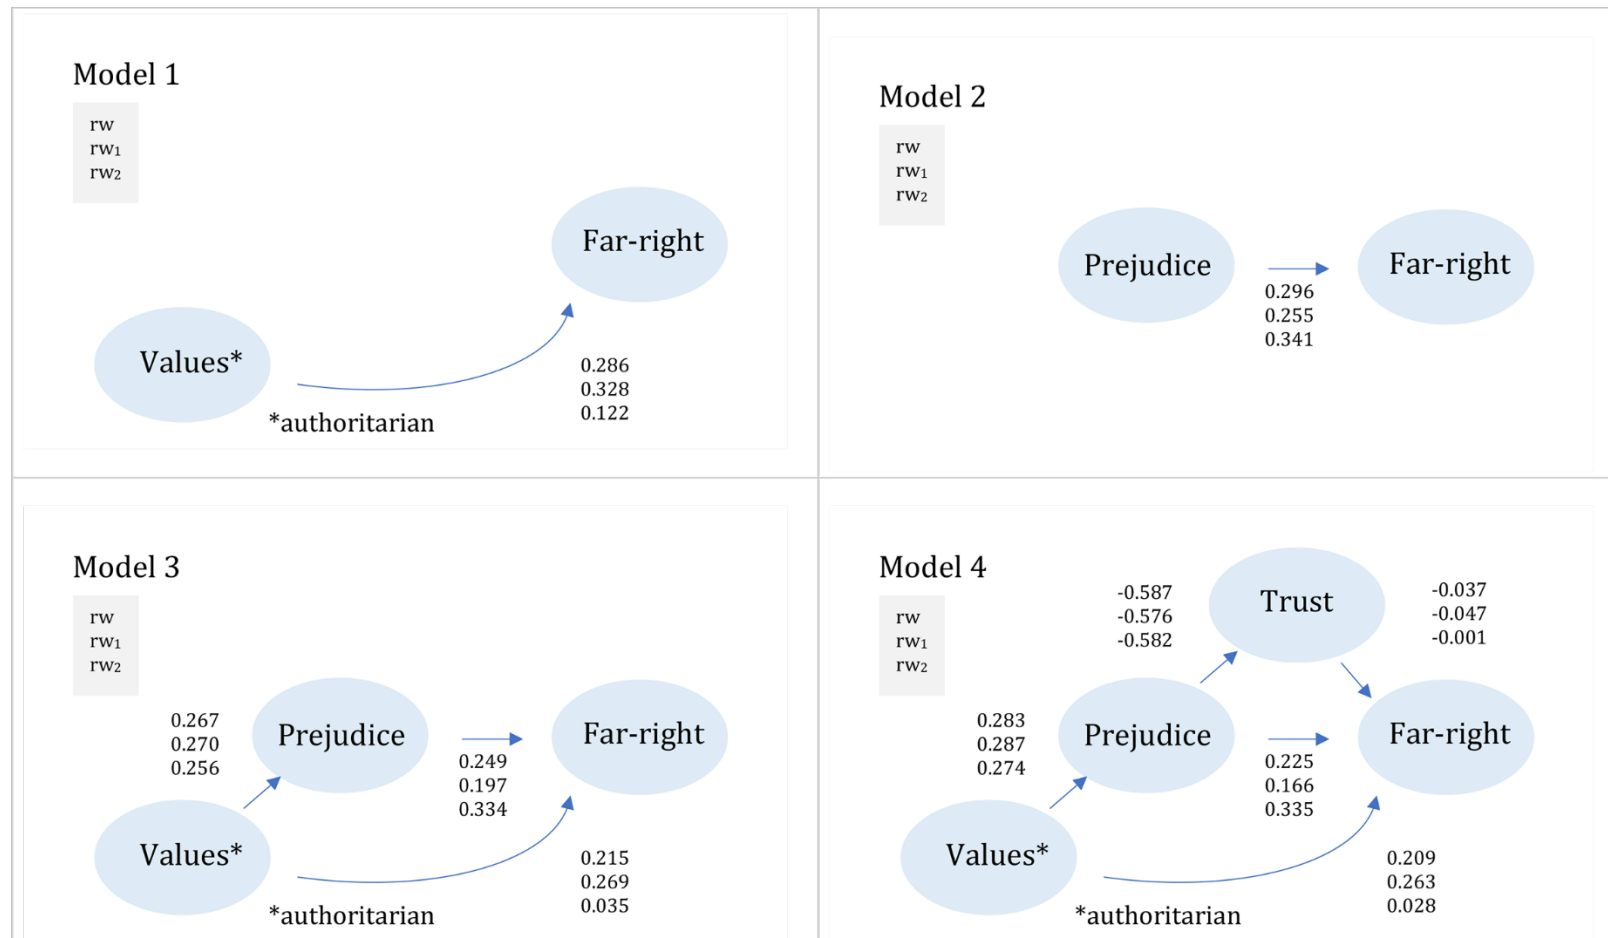 Model 1
rw
rw₁
rw₂
Far-right
Values*
0.286
0.328
0.122
*authoritarian
Model 2
rw
rw₁
rw₂
Prejudice
Far-right
0.296
0.255
0.341
Model 3
rw
rw₁
rw₂
0.267
0.270
0.256
Prejudice
Far-right
0.249
0.197
0.334
Values*
0.215
0.269
0.035
*authoritarian
Model 4
rw
rw₁
rw₂
-0.587
-0.576
-0.582
Trust
-0.037
-0.047
-0.001
0.283
0.287
0.274
Prejudice
Far-right
0.225
0.166
0.335
Values*
0.209
0.263
0.028
*authoritarian